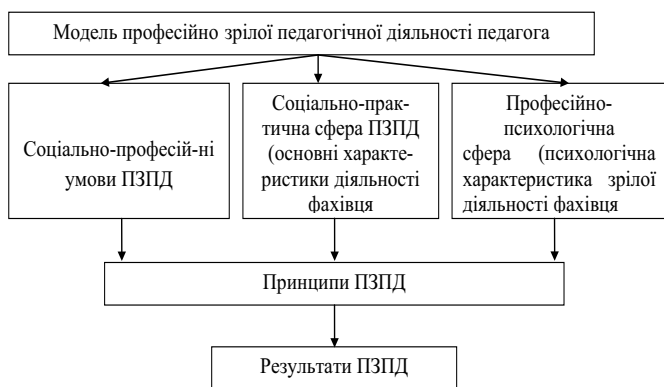 Модель професійно зрілої педагогічної діяльності педагога
Соціально-професій-ні
умови ПЗПД
Соціально-прак-
тична сфера ПЗПД
(основні характе-
ристики діяльності
фахівця
Професійно-
психологічна
сфера (психологічна
характеристика зрілої
діяльності фахівця
Принципи ПЗПД
Результати ПЗПД